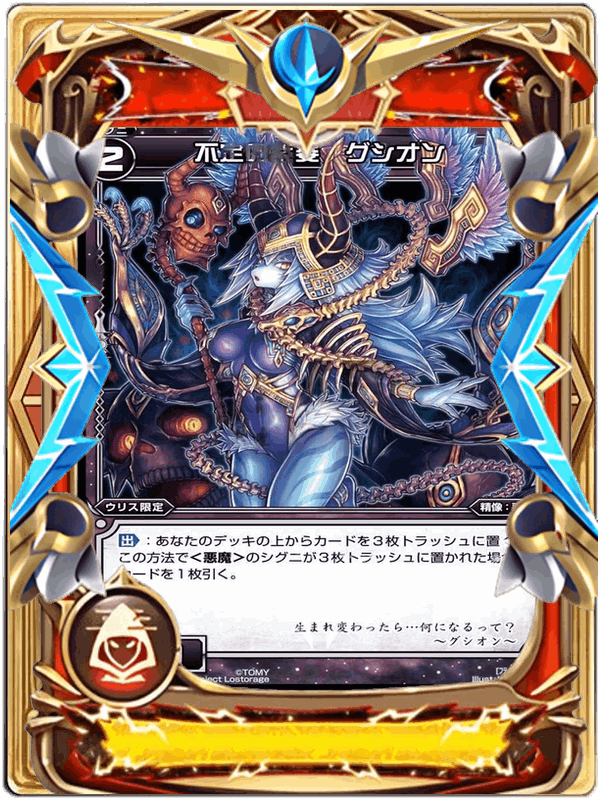 2
グシオン
ウリス限定
精像:
出:あなたのデッキの上からカードを3枚トラッシュに置
この方法で<悪魔>のシグニが3枚トラッシュに置かれた場
ードを1枚引く。
生まれ変わったら…何になるって?
~グシオン~
©TOMY
ject Lostorage
Illust